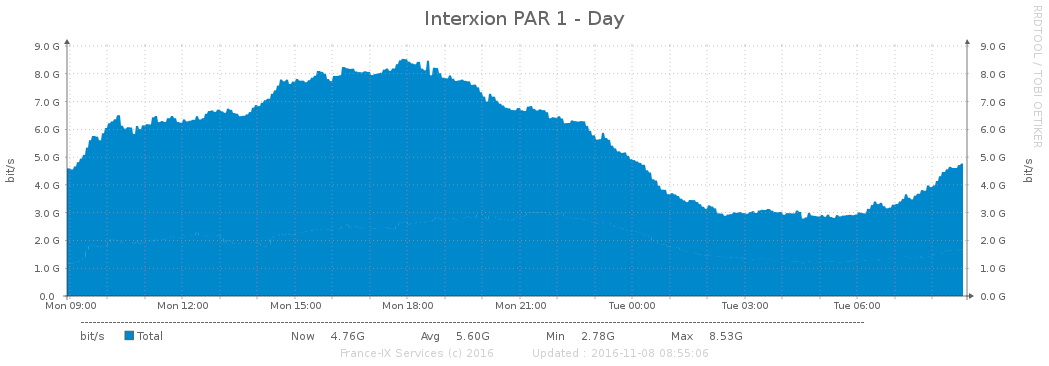 Interxion PAR 1 - Day
RRDTOOL / TOBI OETIKER
9.0 G 9.0 G
8.0 G 8.0 G
7.0 G 7.0 G
6.0 G 6.0 G
5.0 G 5.0 G
4.0 G 4.0 G
3.0 G 3.0 G
2.0 G 2.0 G
1.0 G 1.0 G
0.0 0.0 G
bit/s bit/s
Mon 09:00 Mon 12:00 Mon 15:00 Mon 18:00 Mon 21:00 Tue 00:00 Tue 03:00 Tue 06:00
bit/s Total Now 4.76G Avg 5.60G Min 2.78G Max 8.53G
France-IX Services (c) 2016 Updated : 2016-11-08 08:55:06